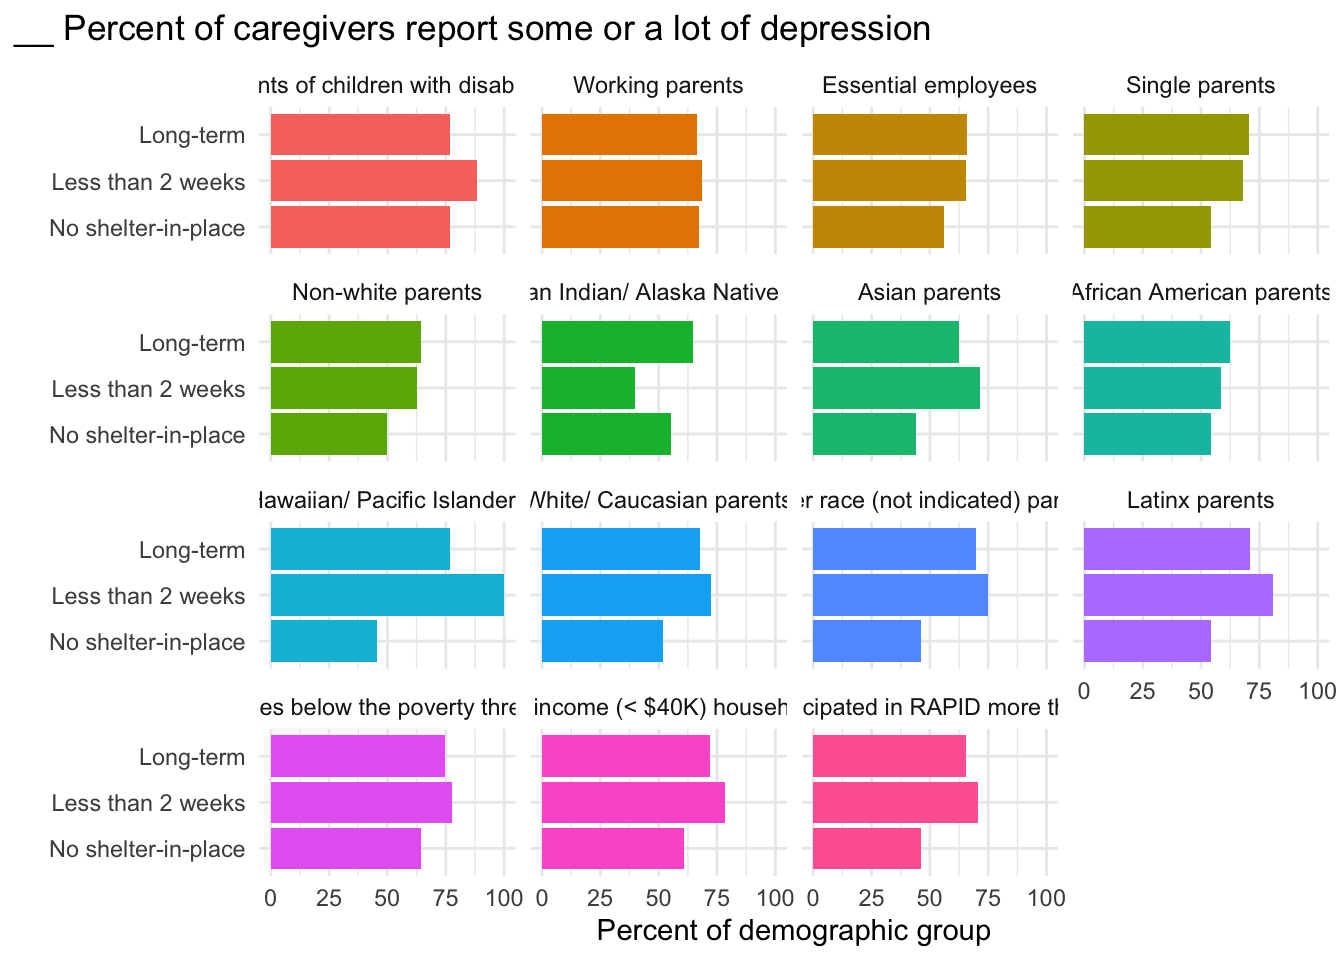 __ Percent of caregivers report some or a lot of depression
nts of children with disab
Working parents
Essential employees
Single parents
Long-term
Less than 2 weeks
No shelter-in-place
Non-white parents
an Indian/ Alaska Native
Asian parents
African American parents
Long-term
Less than 2 weeks
No shelter-in-place
Hawaiian/ Pacific Islander
White/ Caucasian parents
er race (not indicated) par
Latinx parents
Long-term
Less than 2 weeks
No shelter-in-place
0 25 50 75 100
es below the poverty thre
income (< $40K) househ
cipated in RAPID more th
Long-term
Less than 2 weeks
No shelter-in-place
0 25 50 75 100
0 25 50 75 100
0 25 50 75 100
Percent of demographic group